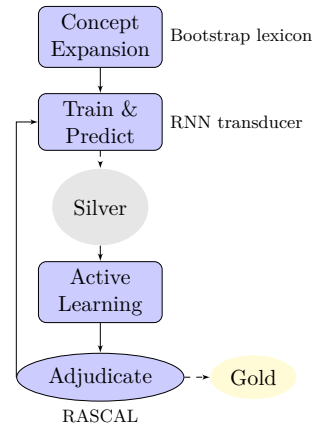 Concept
Expansion
Bootstrap lexicon
Train &
Predict
RNN transducer
Silver
Active
Learning
Adjudicate
Gold
RASCAL